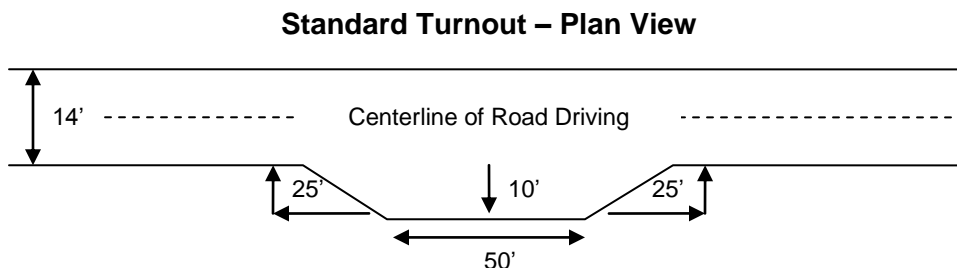 Standard Turnout – Plan View
14’
Centerline of Road Driving
25’
10’
25’
50’